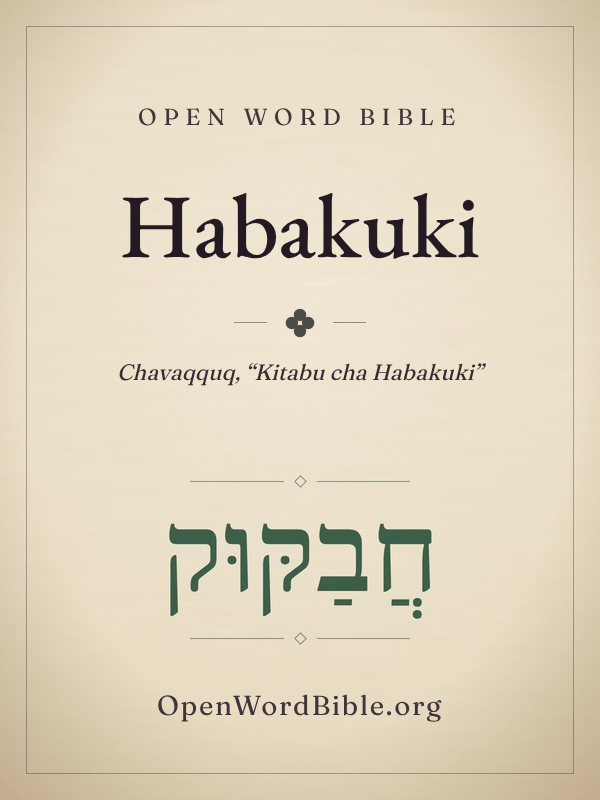 OPEN WORD BIBLE
Habakuki
Chavaqquq, “Kitabu cha Habakuki”
חֲבַקּוּק
OpenWordBible.org